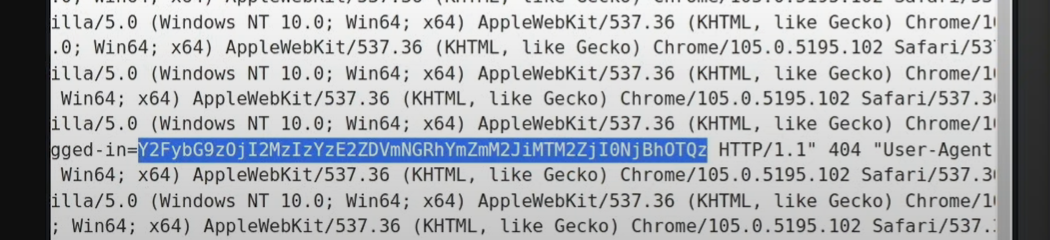 illa/5.0 (Windows NT 10.0; Win64; x64) AppleWebKit/537.36 (KHTML, like Gecko) Chrome/10
.0; Win64; x64) AppleWebKit/537.36 (KHTML, like Gecko) Chrome/105.0.5195.102 Safari/53
illa/5.0 (Windows NT 10.0; Win64; x64) AppleWebKit/537.36 (KHTML, like Gecko) Chrome/10
Win64; x64) AppleWebKit/537.36 (KHTML, like Gecko) Chrome/105.0.5195.102 Safari/537.3
illa/5.0 (Windows NT 10.0; Win64; x64) AppleWebKit/537.36 (KHTML, like Gecko) Chrome/10
gged-in=Y2FybG9zOjI2MzIzYzE2ZDVmNGRhYmZmM2JiMTM2ZjI0NjBhOTQz HTTP/1.1" 404 "User-Agent
Win64; x64) AppleWebKit/537.36 (KHTML, like Gecko) Chrome/105.0.5195.102 Safari/537.3
illa/5.0 (Windows NT 10.0; Win64; x64) AppleWebKit/537.36 (KHTML, like Gecko) Chrome/10
; Win64; x64) AppleWebKit/537.36 (KHTML, like Gecko) Chrome/105.0.5195.102 Safari/537.